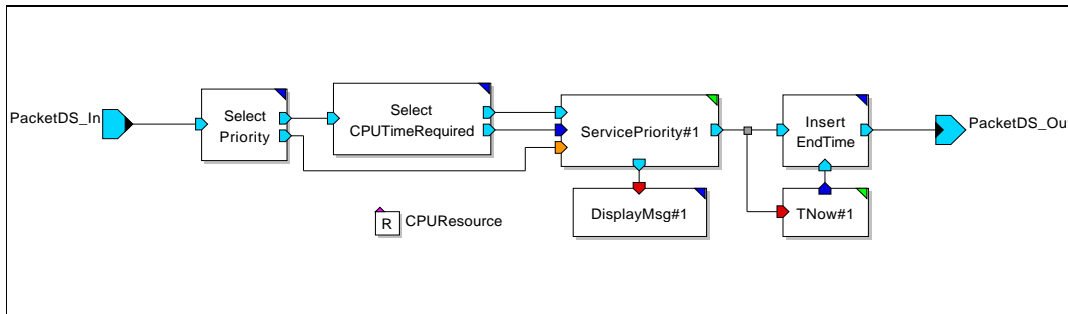 PacketDS_In
Select
Priority
Select
CPUTimeRequired
ServicePriority#1
Insert
EndTime
PacketDS_Out
DisplayMsg#1
TNow#1
R
CPUResource